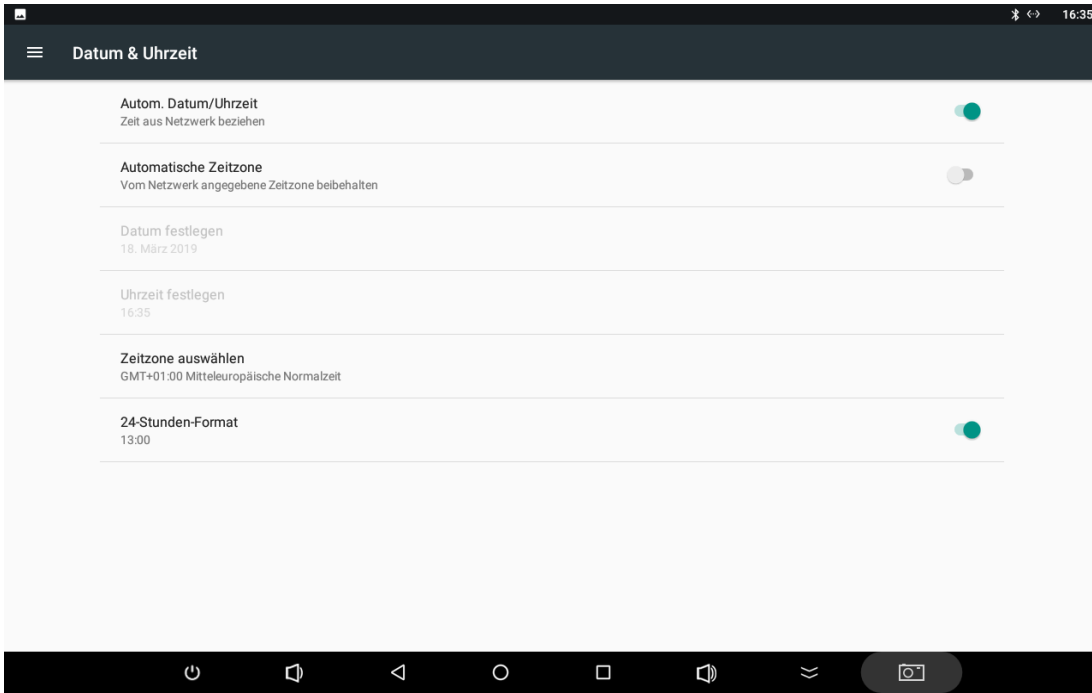 16:35
Datum & Uhrzeit
Autom. Datum/Uhrzeit
Zeit aus Netzwerk beziehen
Automatische Zeitzone
Vom Netzwerk angegebene Zeitzone beibehalten
Datum festlegen
18. März 2019
Uhrzeit festlegen
16:35
Zeitzone auswählen
GMT+01:00 Mitteleuropäische Normalzeit
24-Stunden-Format
13:00